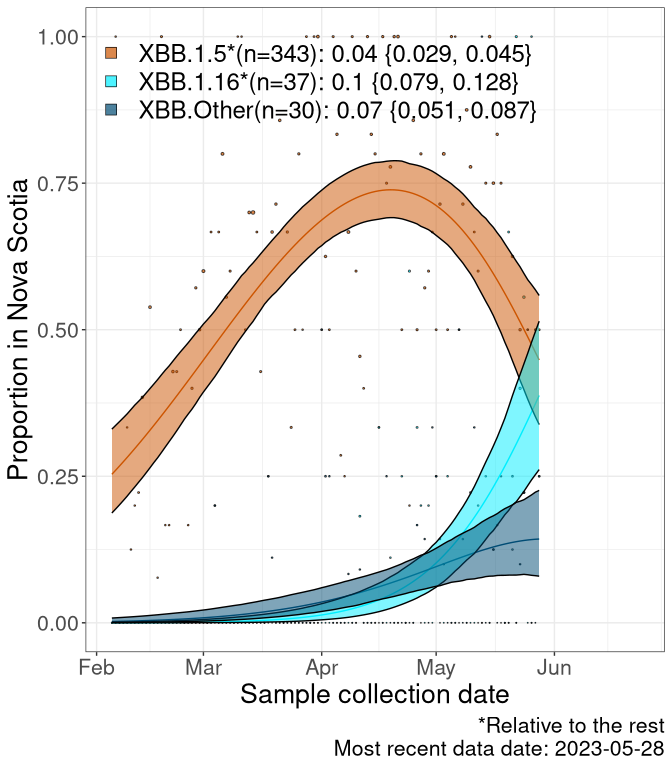 1.00
XBB.1.5*(n=343): 0.04 {0.029, 0.045}
XBB.1.16*(n=37): 0.1 {0.079, 0.128}
XBB.Other(n=30): 0.07 {0.051, 0.087}
0.75
0.50
0.25
0.00
Proportion in Nova Scotia
Feb Mar Apr May Jun
Sample collection date
*Relative to the rest
Most recent data date: 2023-05-28